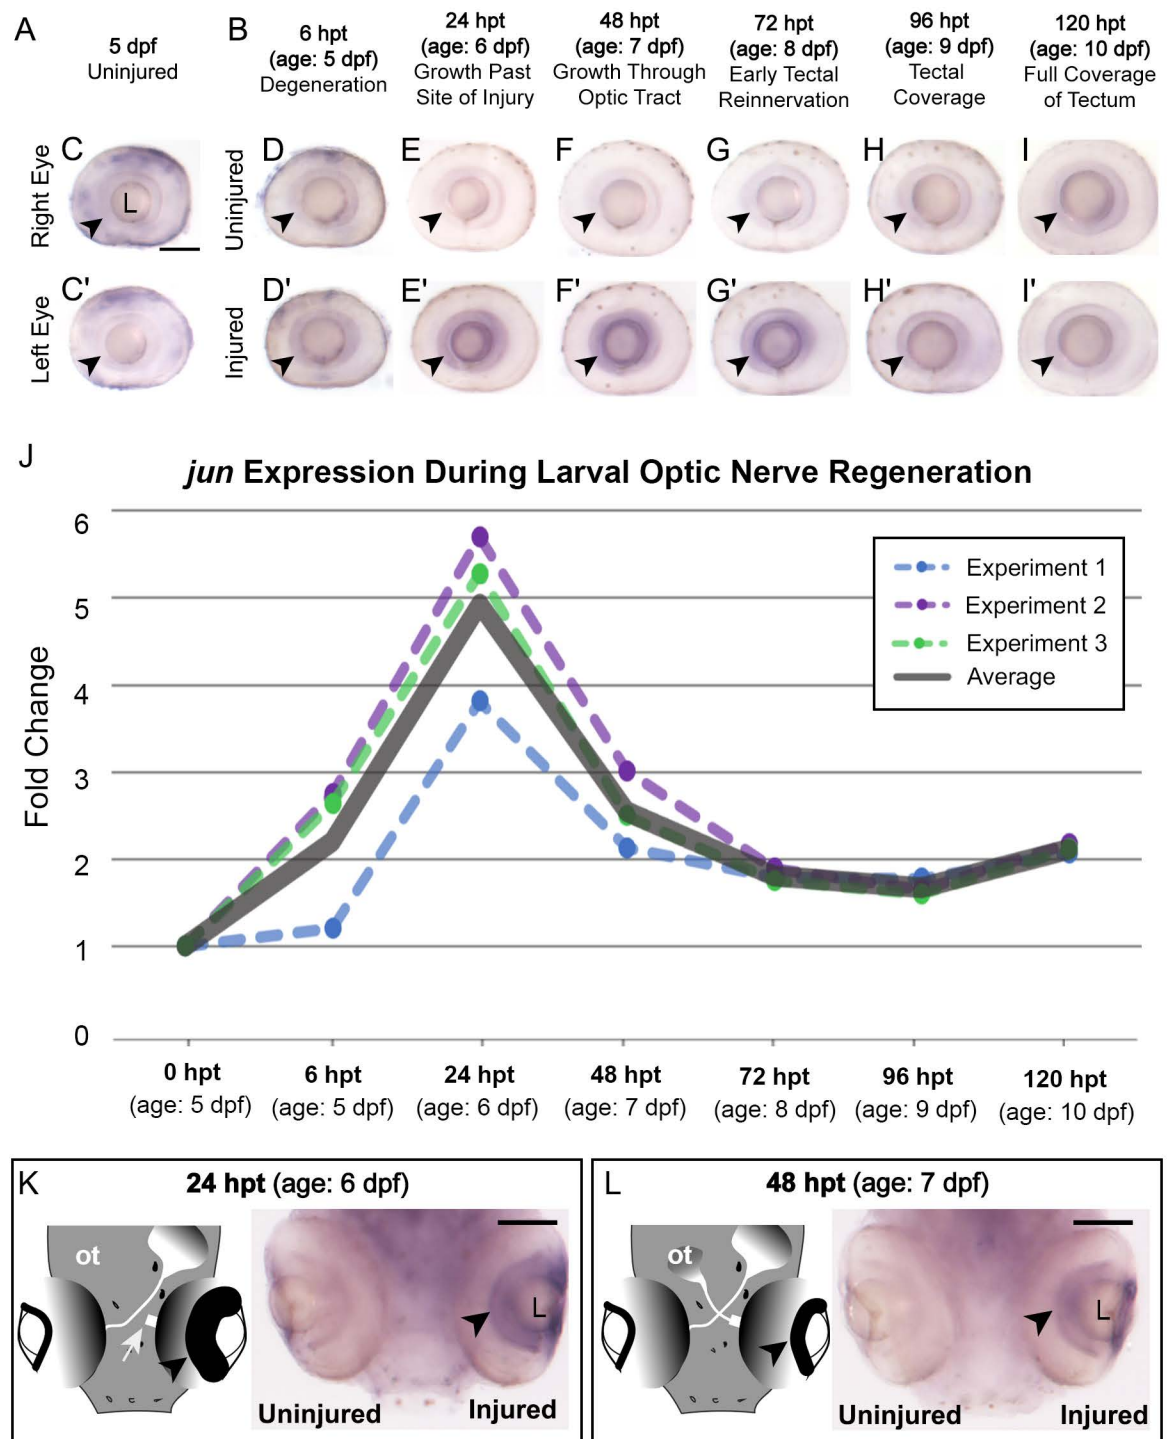 A
5 dpf
Uninjured
B
6 hpt
(age: 5 dpf)
Degeneration
24 hpt
(age: 6 dpf)
Growth Past
Site of Injury
48 hpt
(age: 7 dpf)
Growth Through
Optic Tract
72 hpt
(age: 8 dpf)
Early Tectal
Reinnervation
96 hpt
(age: 9 dpf)
Tectal
Coverage
120 hpt
(age: 10 dpf)
Full Coverage
of Tectum
Right Eye
C
L
Uninjured
D
E
F
G
H
I
Left Eye
C'
Injured
D'
E'
F'
G'
H'
I'
J
jun Expression During Larval Optic Nerve Regeneration
Fold Change
6
5
4
3
2
1
0
Experiment 1
Experiment 2
Experiment 3
Average
0 hpt
(age: 5 dpf)
6 hpt
(age: 5 dpf)
24 hpt
(age: 6 dpf)
48 hpt
(age: 7 dpf)
72 hpt
(age: 8 dpf)
96 hpt
(age: 9 dpf)
120 hpt
(age: 10 dpf)
K
24 hpt (age: 6 dpf)
ot
L
Uninjured
Injured
L
48 hpt (age: 7 dpf)
ot
L
Uninjured
Injured